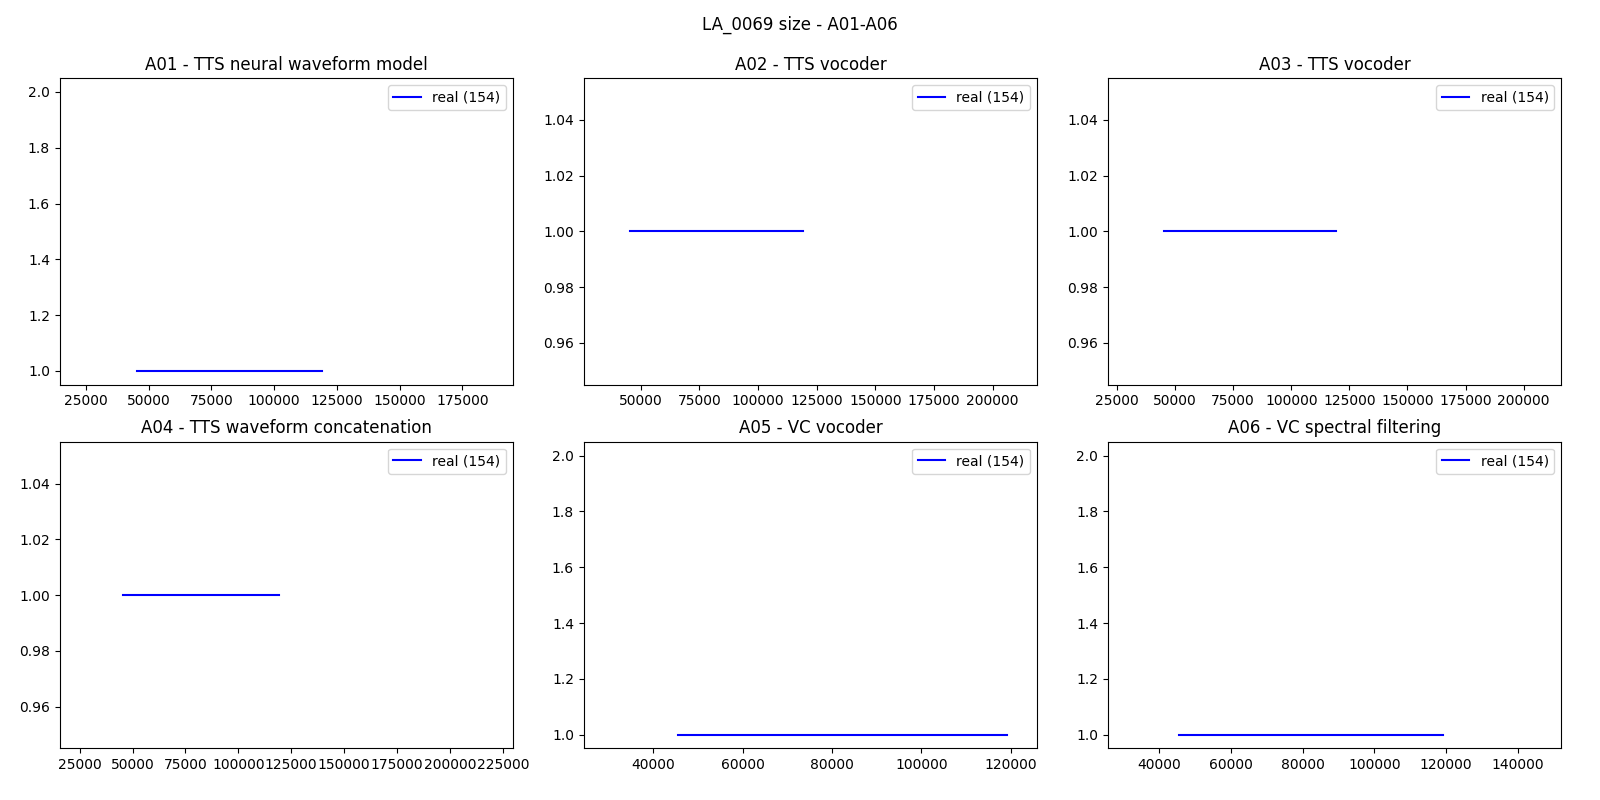 LA_0069 size - A01-A06
A01 - TTS neural waveform model
real (154)
2.0
1.8
1.6
1.4
1.2
1.0
25000 50000 75000 100000 125000 150000 175000
A02 - TTS vocoder
real (154)
1.04
1.02
1.00
0.98
0.96
50000 75000 100000 125000 150000 175000 200000
A03 - TTS vocoder
real (154)
1.04
1.02
1.00
0.98
0.96
25000 50000 75000 100000 125000 150000 175000 200000
A04 - TTS waveform concatenation
real (154)
1.04
1.02
1.00
0.98
0.96
25000 50000 75000 100000 125000 150000 175000 200000 225000
A05 - VC vocoder
real (154)
2.0
1.8
1.6
1.4
1.2
1.0
40000 60000 80000 100000 120000
A06 - VC spectral filtering
real (154)
2.0
1.8
1.6
1.4
1.2
1.0
40000 60000 80000 100000 120000 140000